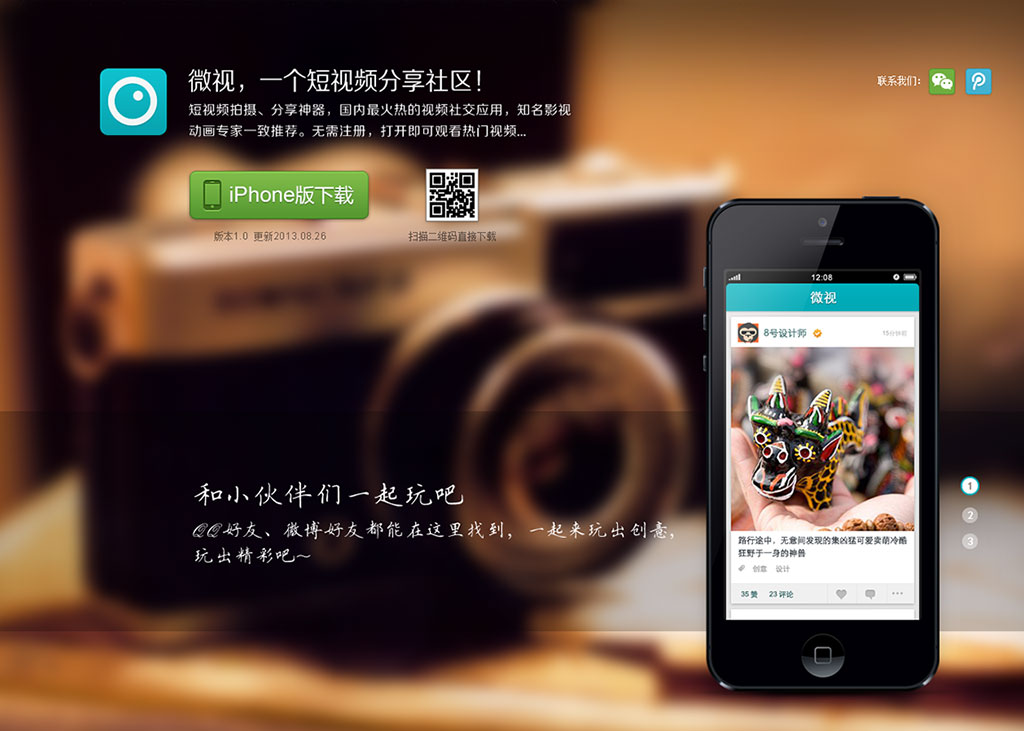 微视，一个短视频分享社区！
联系我们：
短视频拍摄、分享神器，国内最火热的视频社交应用，知名影视
动画专家一致推荐。无需注册，打开即可观看热门视频...
iPhone版下载
版本1.0 更新2013.08.26
扫描二维码直接下载
12:08
微视
8号设计师
15分钟前
和小伙伴们一起玩吧
QQ好友、微博好友都能在这里找到，一起来玩出创意，
玩出精彩吧~
1
2
3
路行途中，无意间发现的集凶猛可爱卖萌冷酷
狂野于一身的神兽
创意 设计
35 赞 23 评论